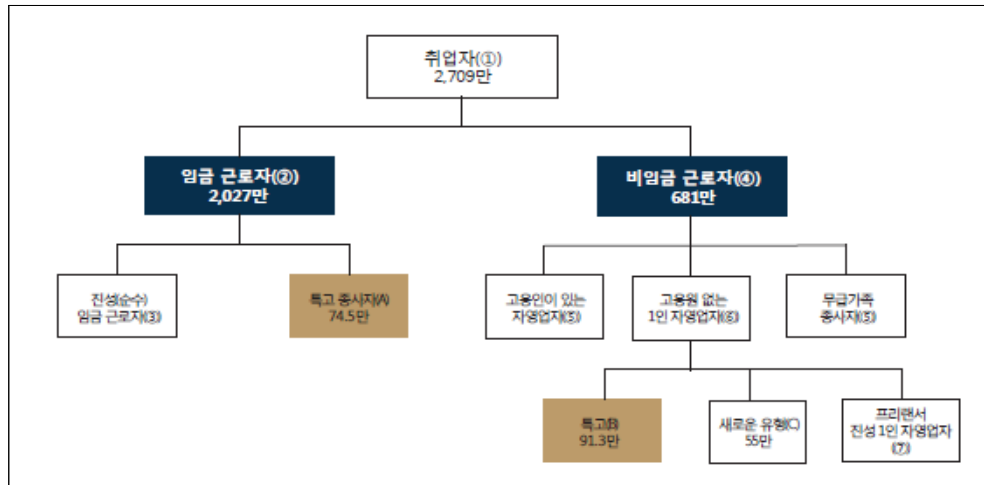 취업자(①)
2,709만
임금 근로자(②)
2,027만
비임금 근로자(④)
681만
진성(순수)
임금 근로자(③)
특고 종사자(A)
74.5만
고용인이 있는
자영업자(⑤)
고용원 없는
1인 자영업자(⑥)
무급가족
종사자(⑤)
특고(B)
91.3만
새로운 유형(C)
55만
프리랜서
진성 1인 자영업자
(⑦)